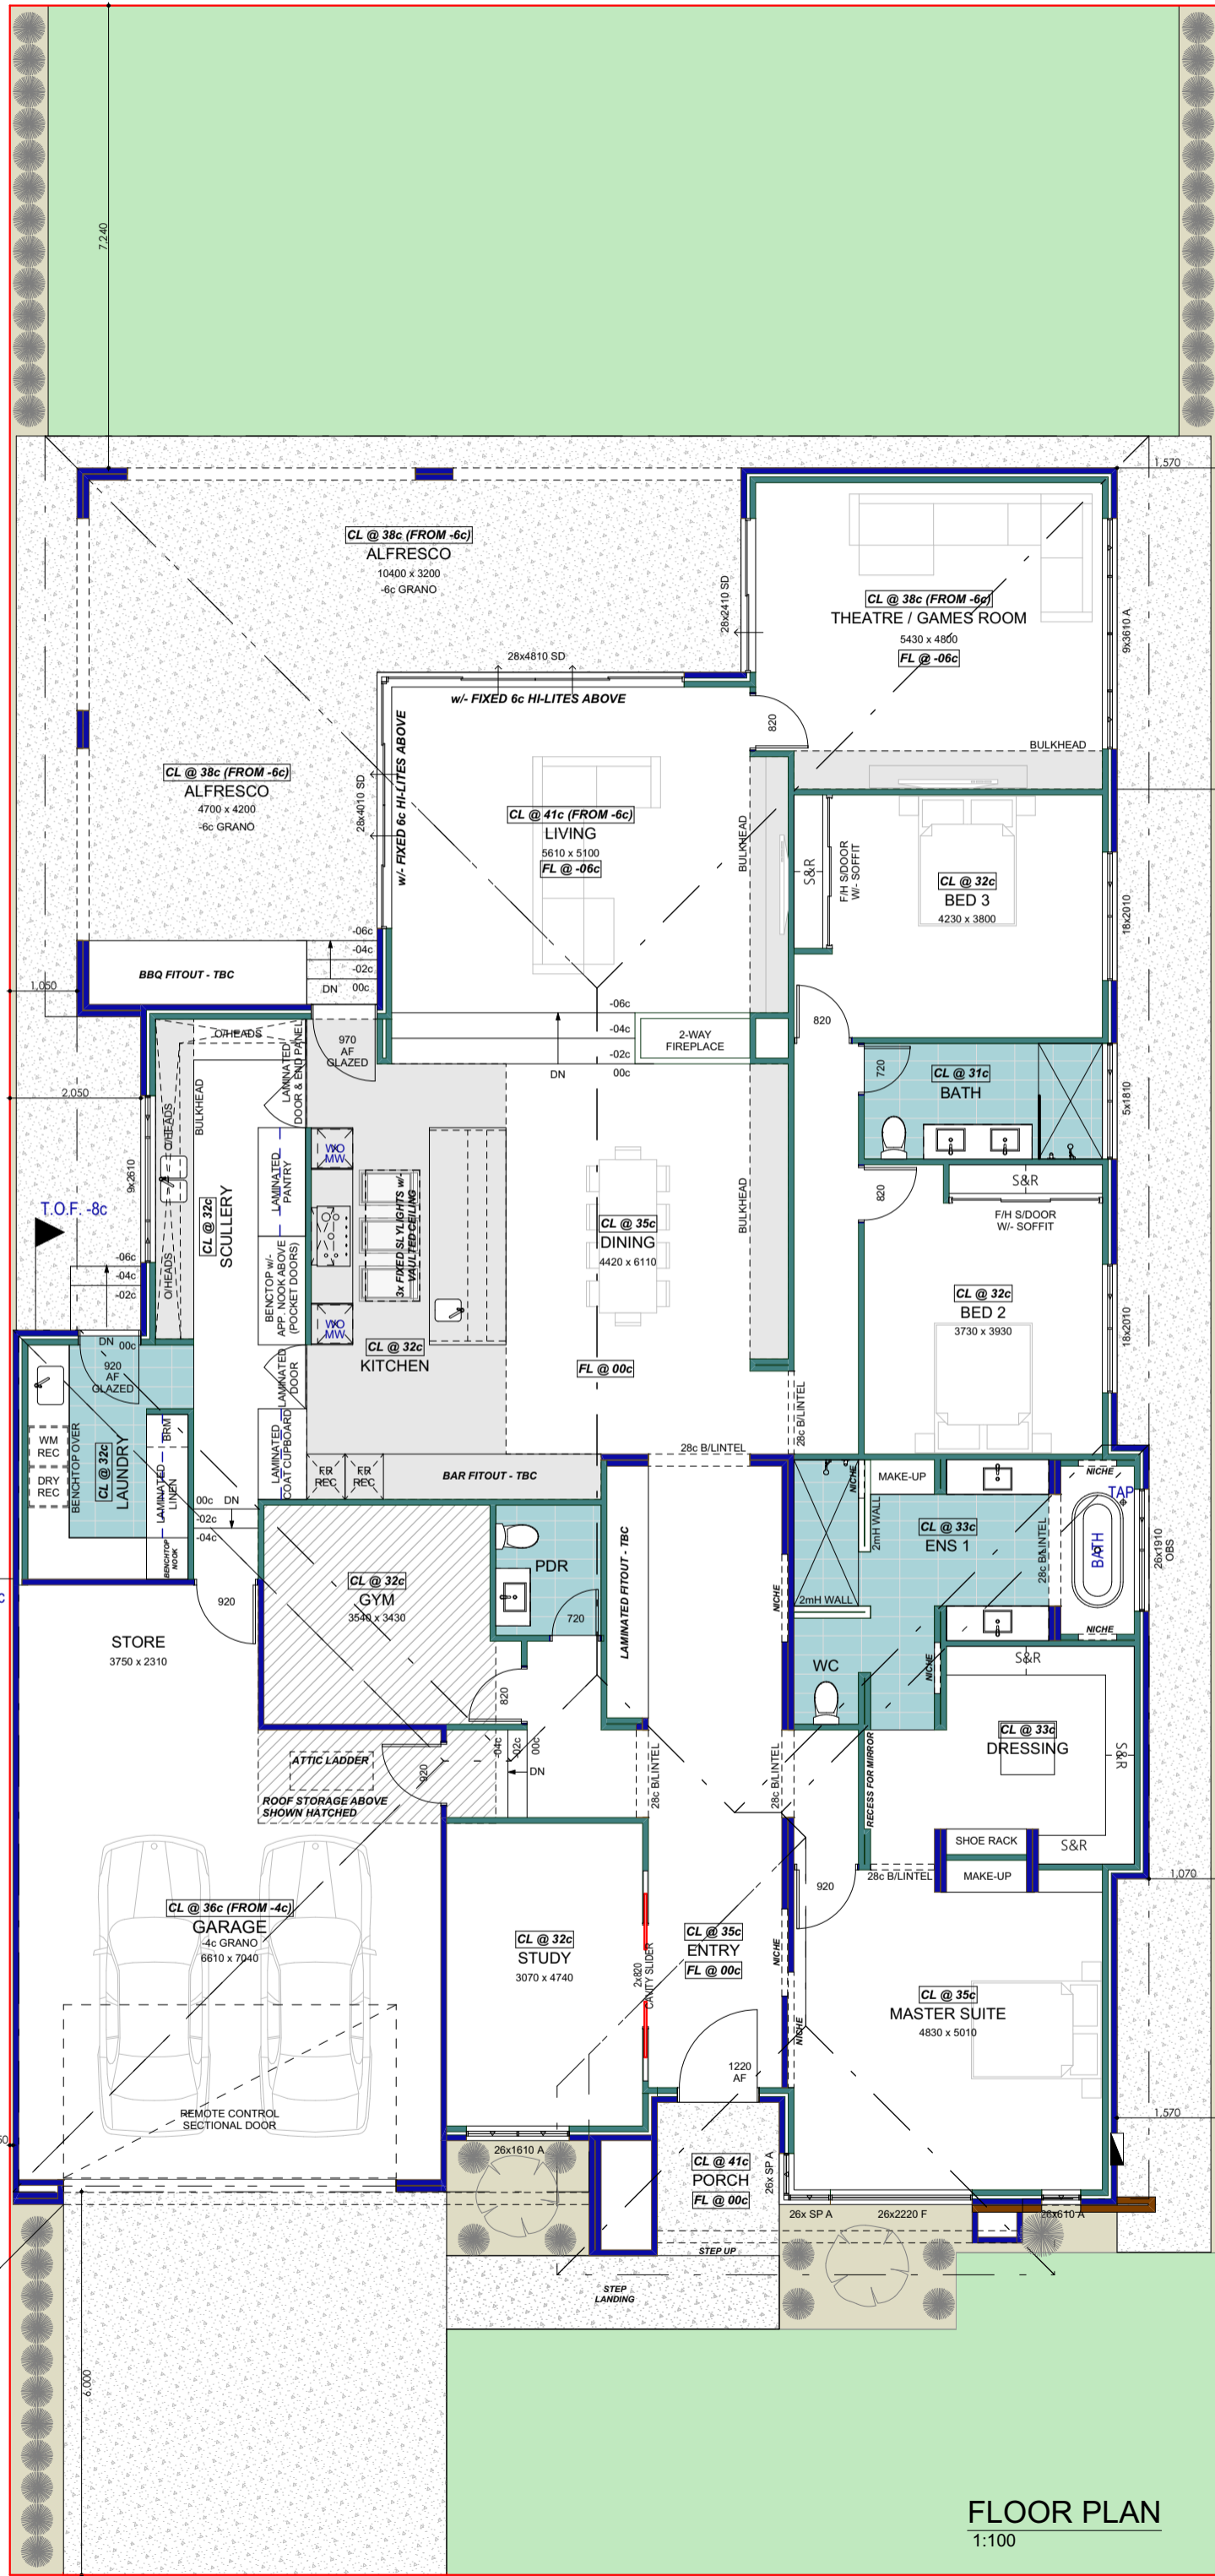 7.240
1,570
CL @ 38c (FROM -6c)
ALFRESCO
10400 x 3200
-6c GRANO
28x2410 SD
CL @ 38c (FROM -6c)
THEATRE / GAMES ROOM
5430 x 4800
FL @ -06c
9x3610 A
28x4810 SD
w/- FIXED 6c HI-LITES ABOVE
820
BULKHEAD
CL @ 38c (FROM -6c)
ALFRESCO
4700 x 4200
-6c GRANO
28x4010 SD
w/- FIXED 6c HI-LITES ABOVE
CL @ 41c (FROM -6c)
LIVING
5610 x 5100
FL @ -06c
BULKHEAD
S&R
F/H S/DOOR
W/- SOFFIT
CL @ 32c
BED 3
4230 x 3800
18x2010
-06c
-04c
-02c
DN
00c
BBQ FITOUT - TBC
1,050
-06c
-04c
-02c
DN
00c
2-WAY
FIREPLACE
820
O/HEADS
LAMINATED
DOOR & END PANEL
970
AF
GLAZED
720
CL @ 31c
BATH
5x1810
2,050
BULKHEAD
O/HEADS
9x2610
T.O.F. -8c
CL @ 32c
SCULLERY
LAMINATED
PANTRY
WO
MW
3x FIXED SLYLIGHTS w/-
VAULTED CEILING
BENCTOP w/-
APP. NOOK ABOVE
(POCKET DOORS)
WO
MW
CL @ 32c
KITCHEN
CL @ 35c
DINING
4420 x 6110
BULKHEAD
820
S&R
F/H S/DOOR
W/- SOFFIT
CL @ 32c
BED 2
3730 x 3930
18x2010
-06c
-04c
-02c
O/HEADS
DN
00c
920
AF
GLAZED
LAMINATED
DOOR
FL @ 00c
28c B/LINTEL
28c B/LINTEL
WM
REC
DRY
REC
BENCHTOP OVER
CL @ 32c
LAUNDRY
LAMINATED
LINEN
BRM
BENCHTOP
NOOK
LAMINATED
COAT CUPBOARD
FR
REC
FR
REC
BAR FITOUT - TBC
00c
DN
-02c
-04c
NICHE
MAKE-UP
2mH WALL
CL @ 33c
ENS 1
28c B/LINTEL
NICHE
TAP
BATH
26x1910
OBS
NICHE
CL @ 32c
GYM
3540 x 3430
PDR
720
LAMINATED FITOUT - TBC
NICHE
2mH WALL
920
STORE
3750 x 2310
WC
NICHE
S&R
CL @ 33c
DRESSING
S&R
820
-04c
-02c
00c
DN
ATTIC LADDER
920
ROOF STORAGE ABOVE
SHOWN HATCHED
28c B/LINTEL
28c B/LINTEL
RECESS FOR MIRROR
SHOE RACK
S&R
28c B/LINTEL
MAKE-UP
1,070
920
CL @ 36c (FROM -4c)
GARAGE
-4c GRANO
6610 x 7040
CL @ 32c
STUDY
3070 x 4740
2x820
CAVITY SLIDER
CL @ 35c
ENTRY
FL @ 00c
NICHE
NICHE
CL @ 35c
MASTER SUITE
4830 x 5010
1220
AF
REMOTE CONTROL
SECTIONAL DOOR
1,570
26x1610 A
CL @ 41c
PORCH
FL @ 00c
26x SP A
26x SP A
26x2220 F
26x610 A
STEP UP
STEP
LANDING
6.000
FLOOR PLAN
1:100